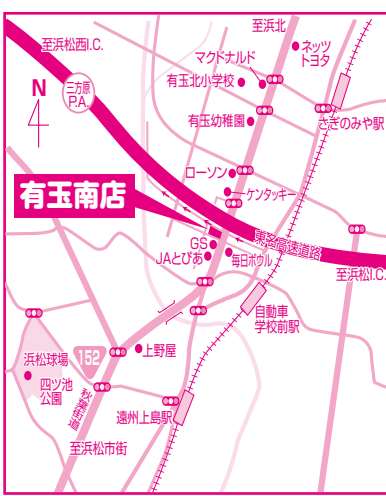 至浜北
至浜松西I.C.
ネッツ
トヨタ
マクドナルド
有玉北小学校
N
三方原
P.A.
有玉幼稚園
さぎのみや駅
ローソン
ケンタッキー
有玉南店
東名高速道路
GS
JAとぴあ
毎日ボウル
至浜松I.C.
自動車
学校前駅
152
上野屋
浜松球場
四ツ池
公園
秋葉街道
遠州上島駅
至浜松市街